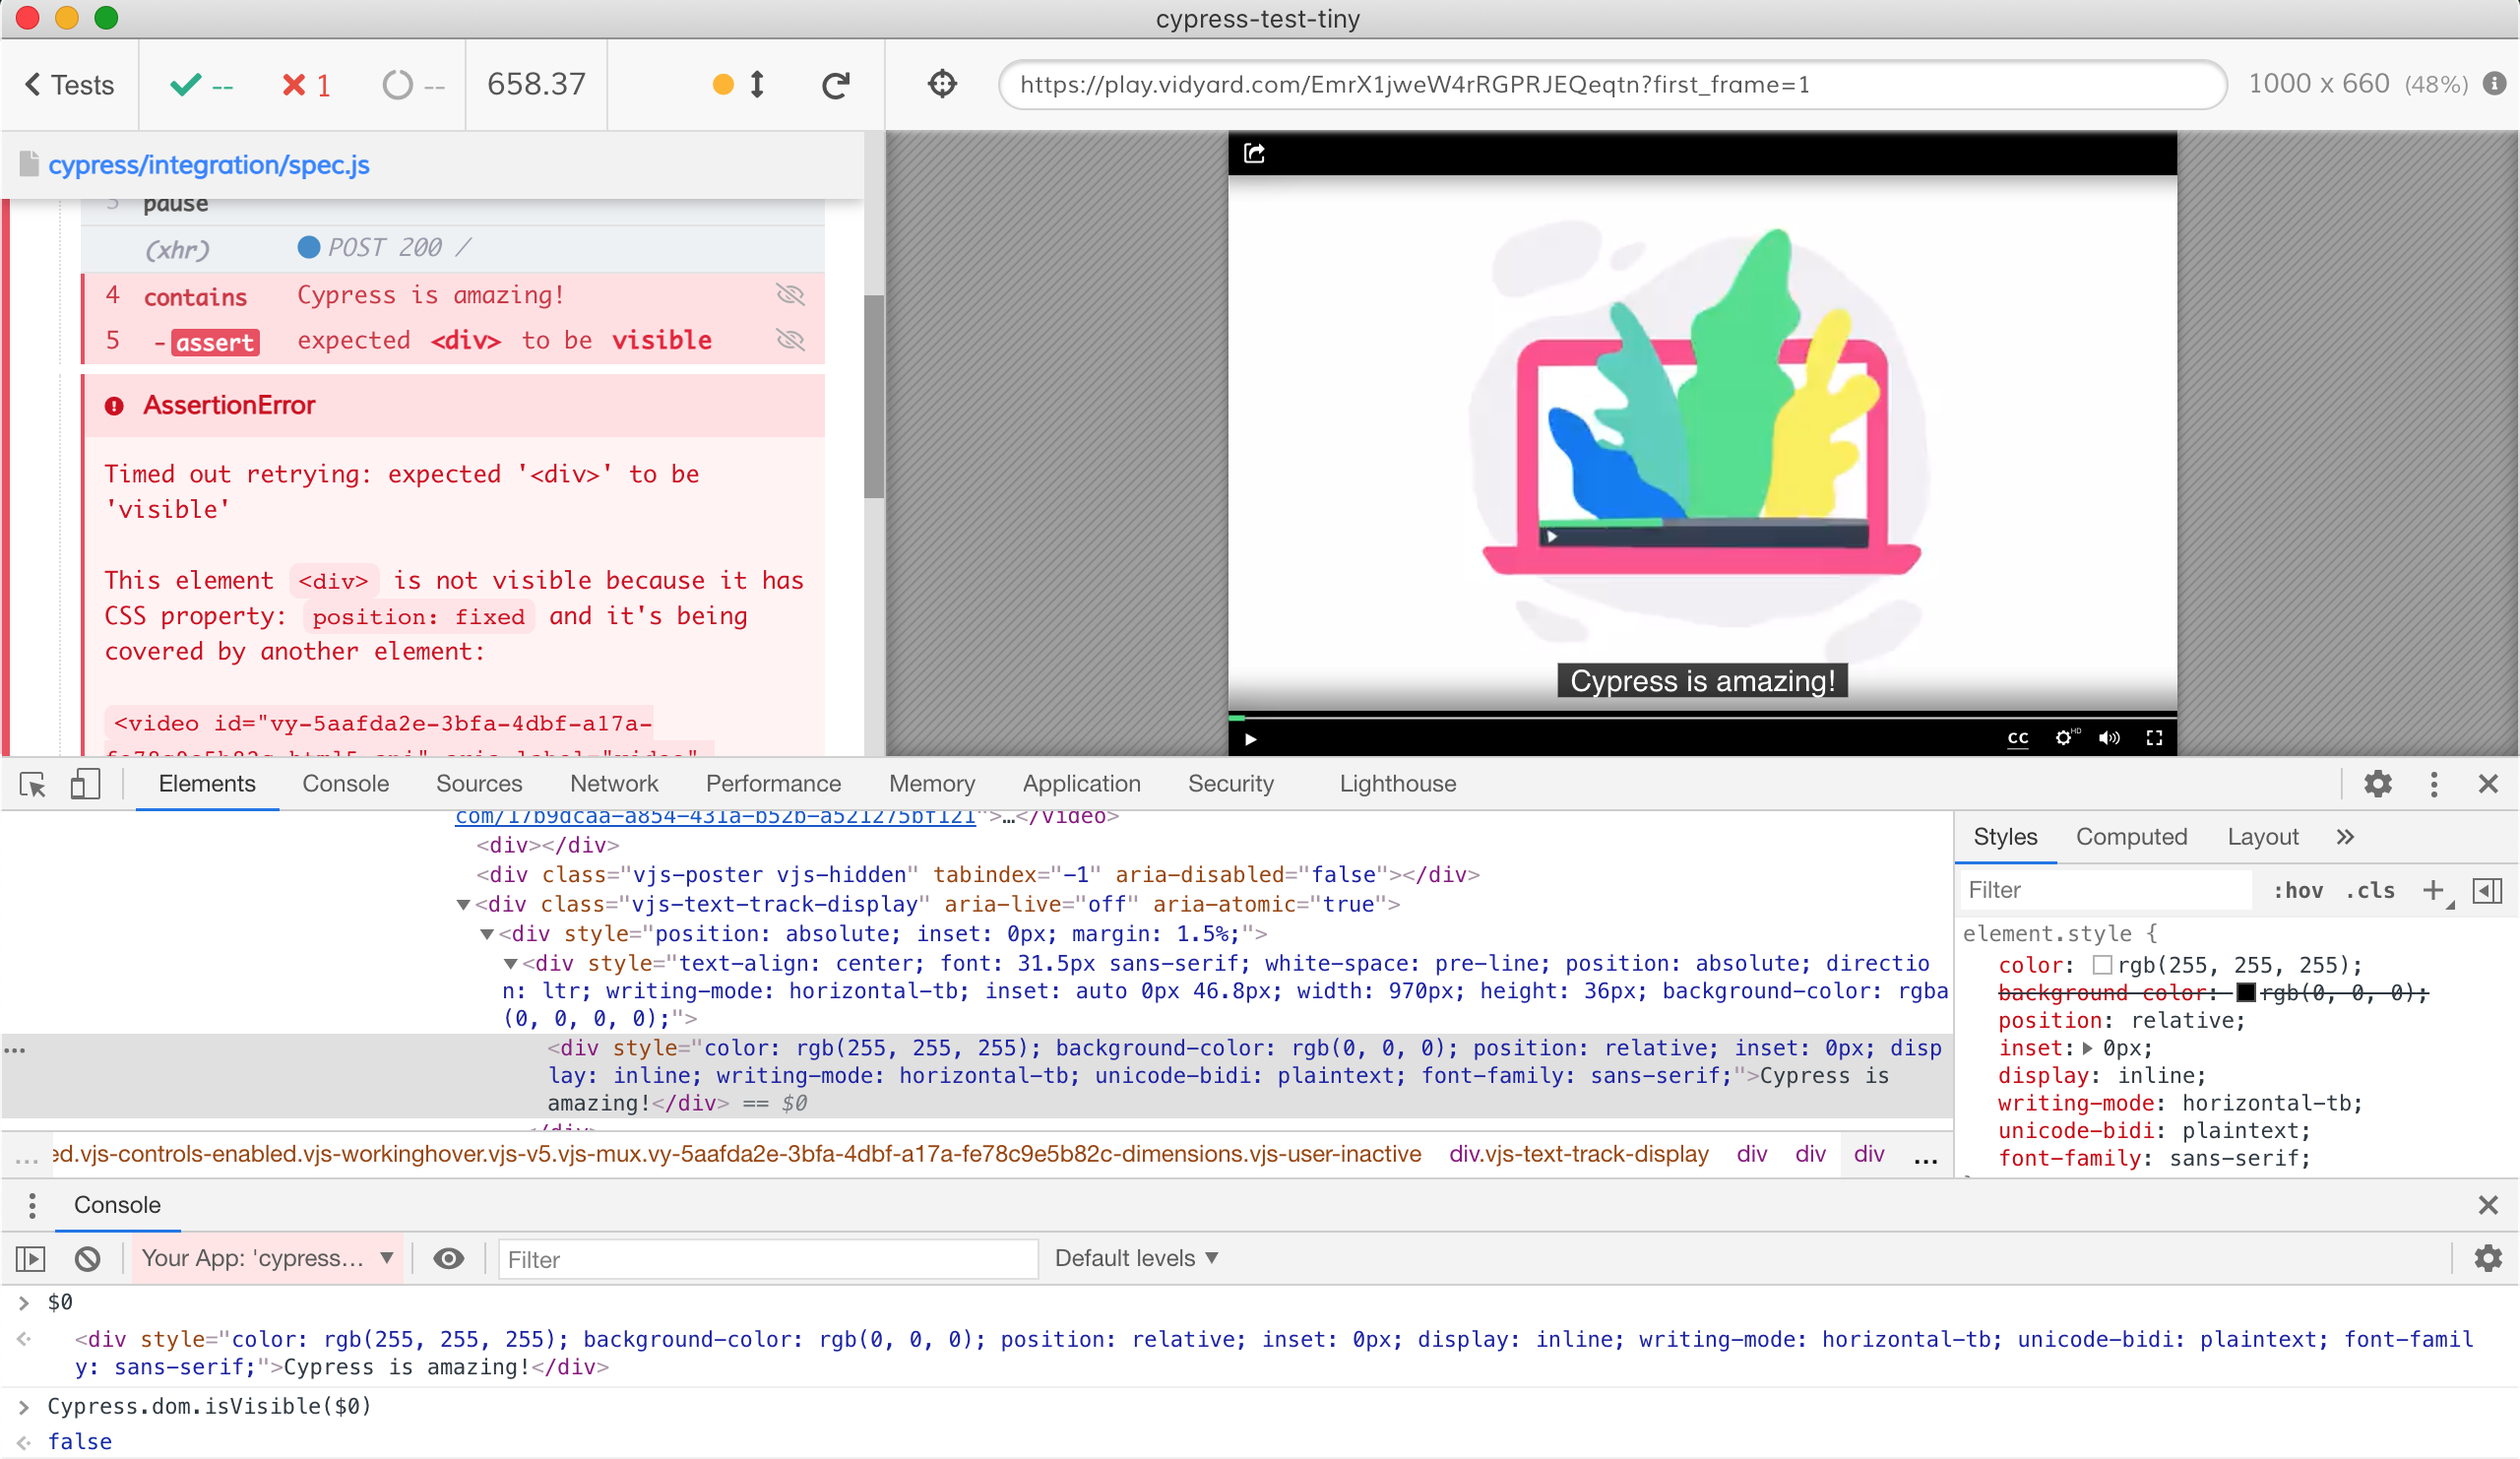 cypress-test-tiny
Tests
--
1
--
658.37
https://play.vidyard.com/EmrX1jweW4rRGPRJEQeqtn?first_frame=1
1000 x 660 (48%)
cypress/integration/spec.js
3 pause
(xhr) POST 200 /
4 contains Cypress is amazing!
5 -assert expected <div> to be visible
AssertionError
Timed out retrying: expected '<div>' to be
'visible'
This element <div> is not visible because it has
CSS property: position: fixed and it's being
covered by another element:
<video id="vy-5aafda2e-3bfa-4dbf-a17a-
Cypress is amazing!
CC
HD
Elements Console Sources Network Performance Memory Application Security Lighthouse
com/17b9dcaa-a854-431a-b52b-a521275bf121">…</video>
<div></div>
<div class="vjs-poster vjs-hidden" tabindex="-1" aria-disabled="false"></div>
<div class="vjs-text-track-display" aria-live="off" aria-atomic="true">
<div style="position: absolute; inset: 0px; margin: 1.5%;">
<div style="text-align: center; font: 31.5px sans-serif; white-space: pre-line; position: absolute; directio
n: ltr; writing-mode: horizontal-tb; inset: auto 0px 46.8px; width: 970px; height: 36px; background-color: rgba
(0, 0, 0, 0);">
… <div style="color: rgb(255, 255, 255); background-color: rgb(0, 0, 0); position: relative; inset: 0px; disp
lay: inline; writing-mode: horizontal-tb; unicode-bidi: plaintext; font-family: sans-serif;">Cypress is
amazing!</div> == $0
</div>
… ed.vjs-controls-enabled.vjs-workinghover.vjs-v5.vjs-mux.vy-5aafda2e-3bfa-4dbf-a17a-fe78c9e5b82c-dimensions.vjs-user-inactive div.vjs-text-track-display div div div …
Styles Computed Layout »
Filter :hov .cls +
element.style {
color: rgb(255, 255, 255);
background-color: rgb(0, 0, 0);
position: relative;
inset: 0px;
display: inline;
writing-mode: horizontal-tb;
unicode-bidi: plaintext;
font-family: sans-serif;
Console
Your App: 'cypress… Filter Default levels
> $0
<div style="color: rgb(255, 255, 255); background-color: rgb(0, 0, 0); position: relative; inset: 0px; display: inline; writing-mode: horizontal-tb; unicode-bidi: plaintext; font-famil
y: sans-serif;">Cypress is amazing!</div>
> Cypress.dom.isVisible($0)
false